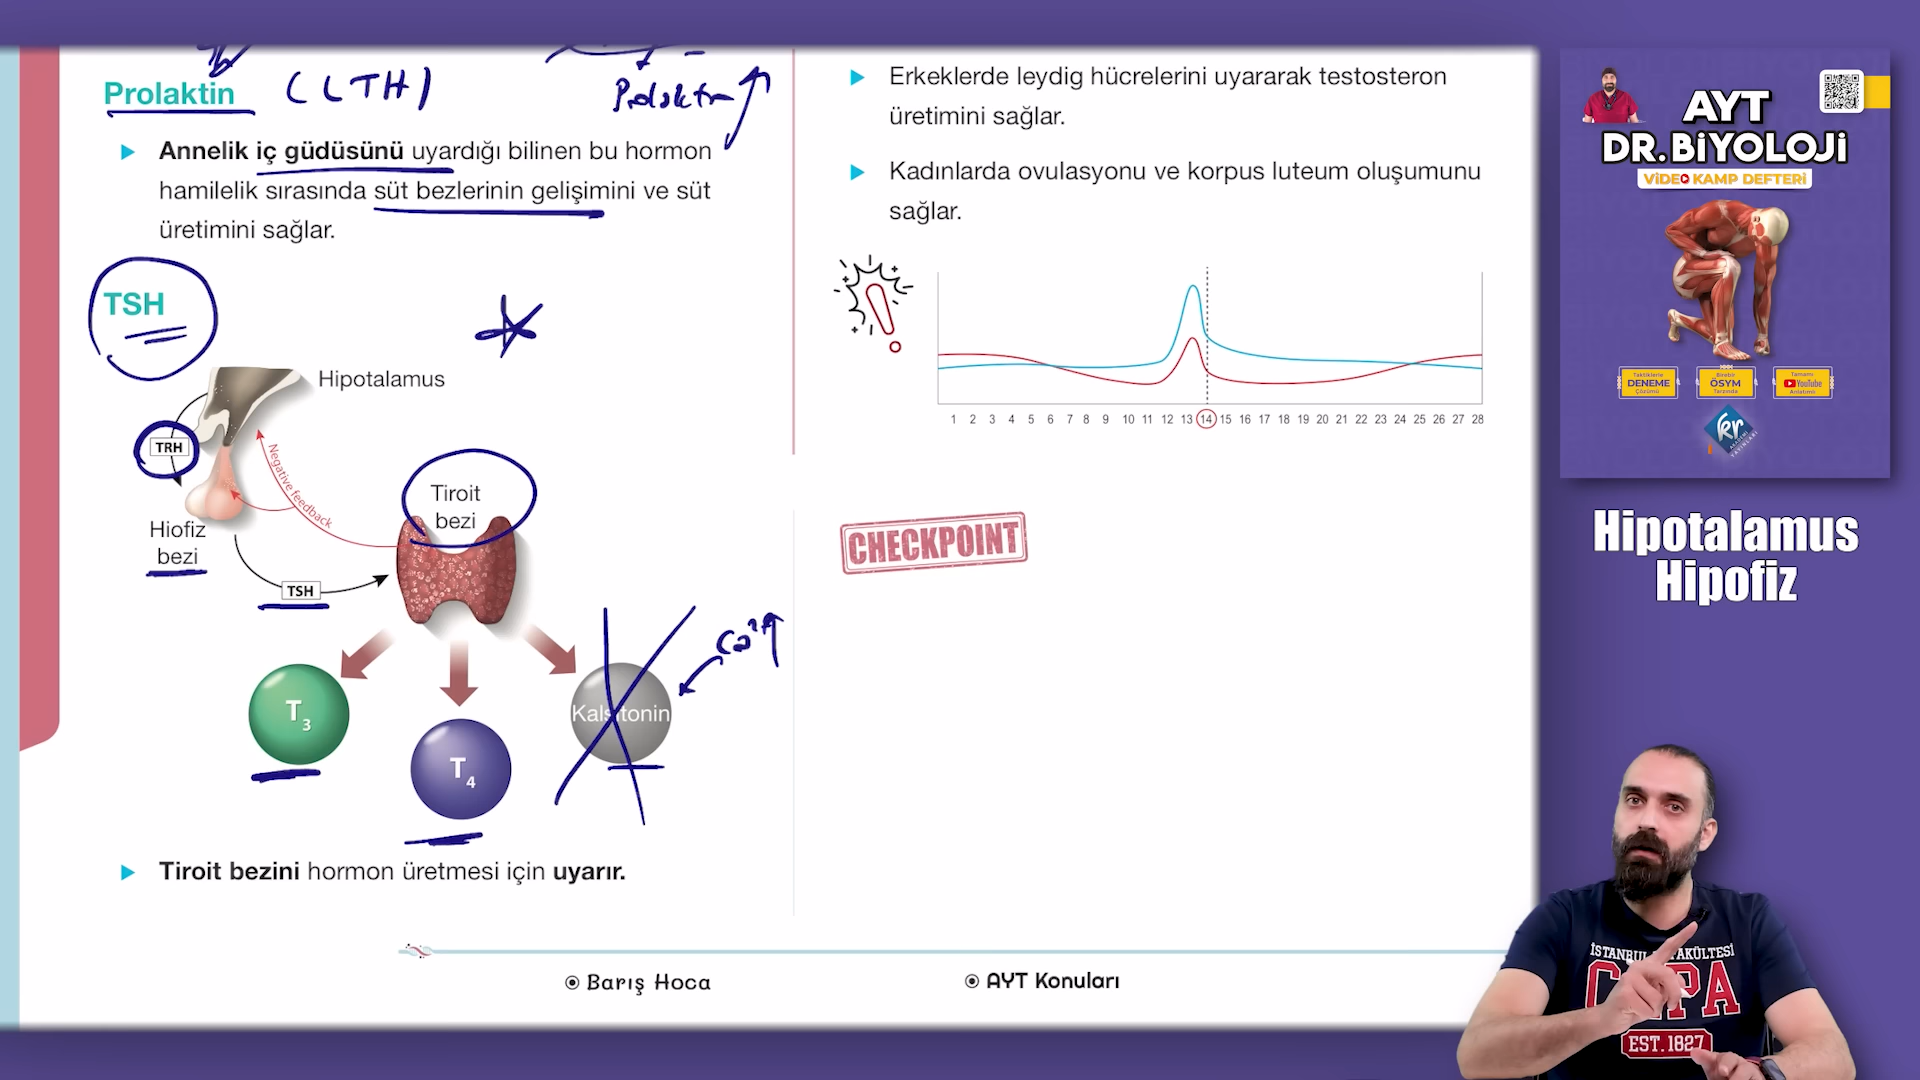 Prolaktin (LTH) Prolaktin
Annelik iç güdüsünü uyardığı bilinen bu hormon
hamilelik sırasında süt bezlerinin gelişimini ve süt
üretimini sağlar.
TSH
Hipotalamus
TRH
Negative feedback
Tiroit
bezi
Hiofiz
bezi
TSH
Ca²⁺
T3
T4
Kalsitonin
Tiroit bezini hormon üretmesi için uyarır.
Erkeklerde leydig hücrelerini uyararak testosteron
üretimini sağlar.
Kadınlarda ovulasyonu ve korpus luteum oluşumunu
sağlar.
1 2 3 4 5 6 7 8 9 10 11 12 13 14 15 16 17 18 19 20 21 22 23 24 25 26 27 28
CHECKPOINT
Barış Hoca
AYT Konuları
AYT
DR.BİYOLOJİ
VİDEO KAMP DEFTERİ
DENEME
ÖSYM
YouTube
kr
Hipotalamus
Hipofiz
İSTANBUL FAKÜLTESİ
EST. 1827